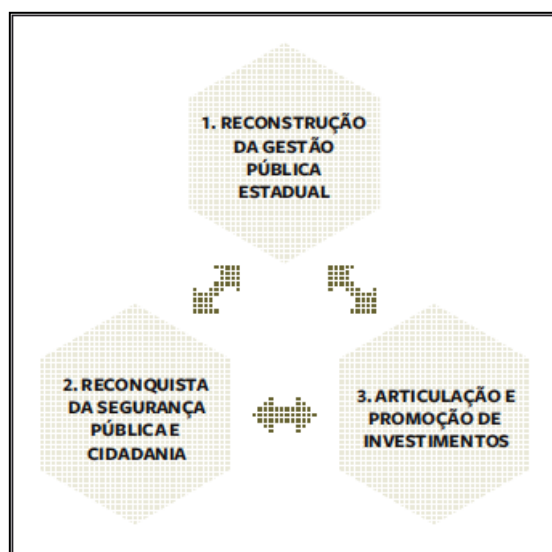 1. RECONSTRUÇÃO
DA GESTÃO
PÚBLICA
ESTADUAL
2. RECONQUISTA
DA SEGURANÇA
PÚBLICA E
CIDADANIA
3. ARTICULAÇÃO E
PROMOÇÃO DE
INVESTIMENTOS